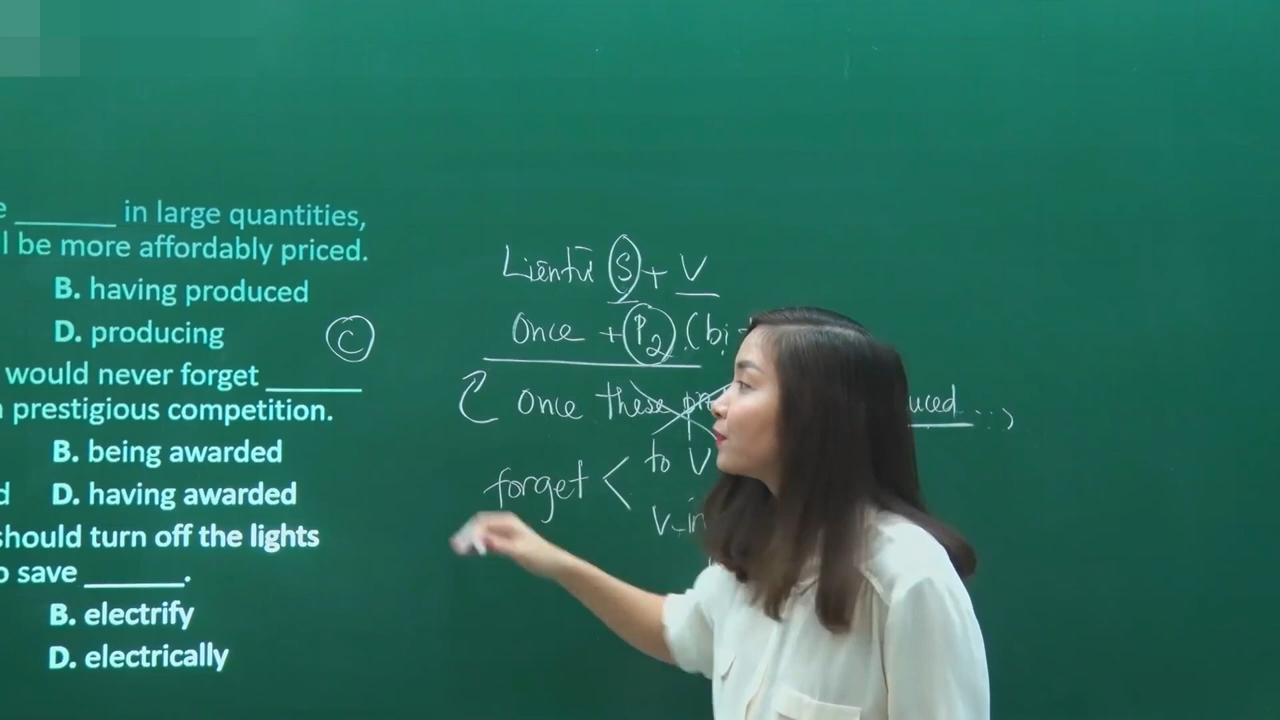 _______ in large quantities,
be more affordably priced.
B. having produced
D. producing
would never forget _______
prestigious competition.
B. being awarded
D. having awarded
should turn off the lights
save _______.
B. electrify
D. electrically
C
Liên từ S + V
Once + P2 (bị
Once these
forget < to V
V-in